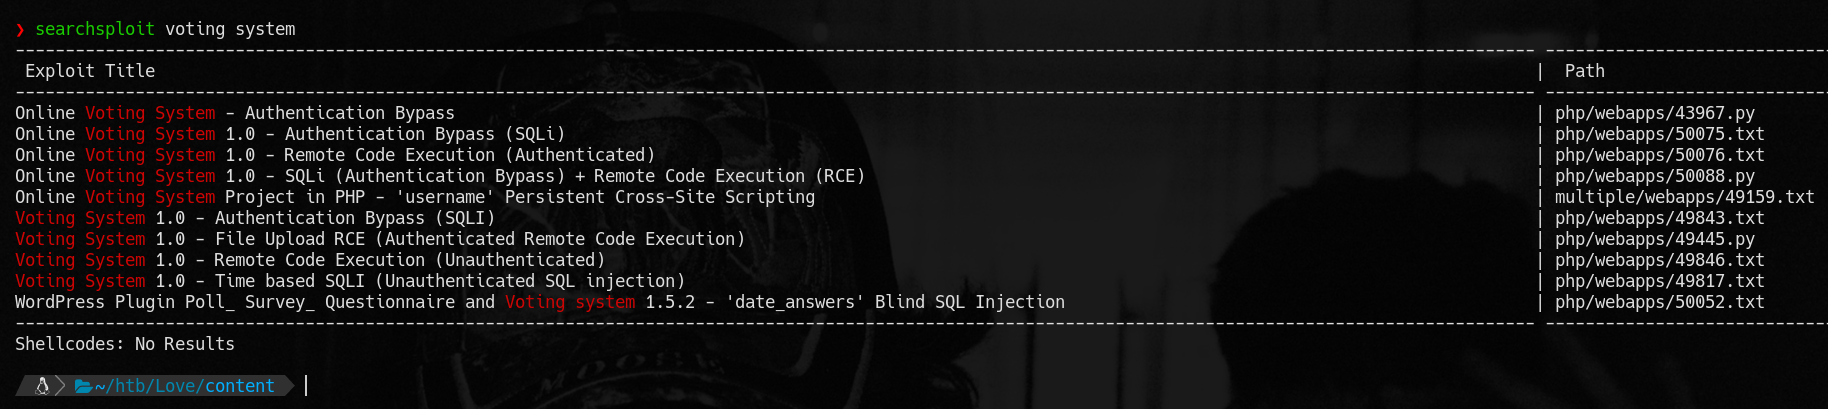 ❯ searchsploit voting system
Exploit Title | Path
Online Voting System - Authentication Bypass | php/webapps/43967.py
Online Voting System 1.0 - Authentication Bypass (SQLi) | php/webapps/50075.txt
Online Voting System 1.0 - Remote Code Execution (Authenticated) | php/webapps/50076.txt
Online Voting System 1.0 - SQLi (Authentication Bypass) + Remote Code Execution (RCE) | php/webapps/50088.py
Online Voting System Project in PHP - 'username' Persistent Cross-Site Scripting | multiple/webapps/49159.txt
Voting System 1.0 - Authentication Bypass (SQLI) | php/webapps/49843.txt
Voting System 1.0 - File Upload RCE (Authenticated Remote Code Execution) | php/webapps/49445.py
Voting System 1.0 - Remote Code Execution (Unauthenticated) | php/webapps/49846.txt
Voting System 1.0 - Time based SQLI (Unauthenticated SQL injection) | php/webapps/49817.txt
WordPress Plugin Poll_ Survey_ Questionnaire and Voting system 1.5.2 - 'date_answers' Blind SQL Injection | php/webapps/50052.txt
Shellcodes: No Results
~/htb/Love/content